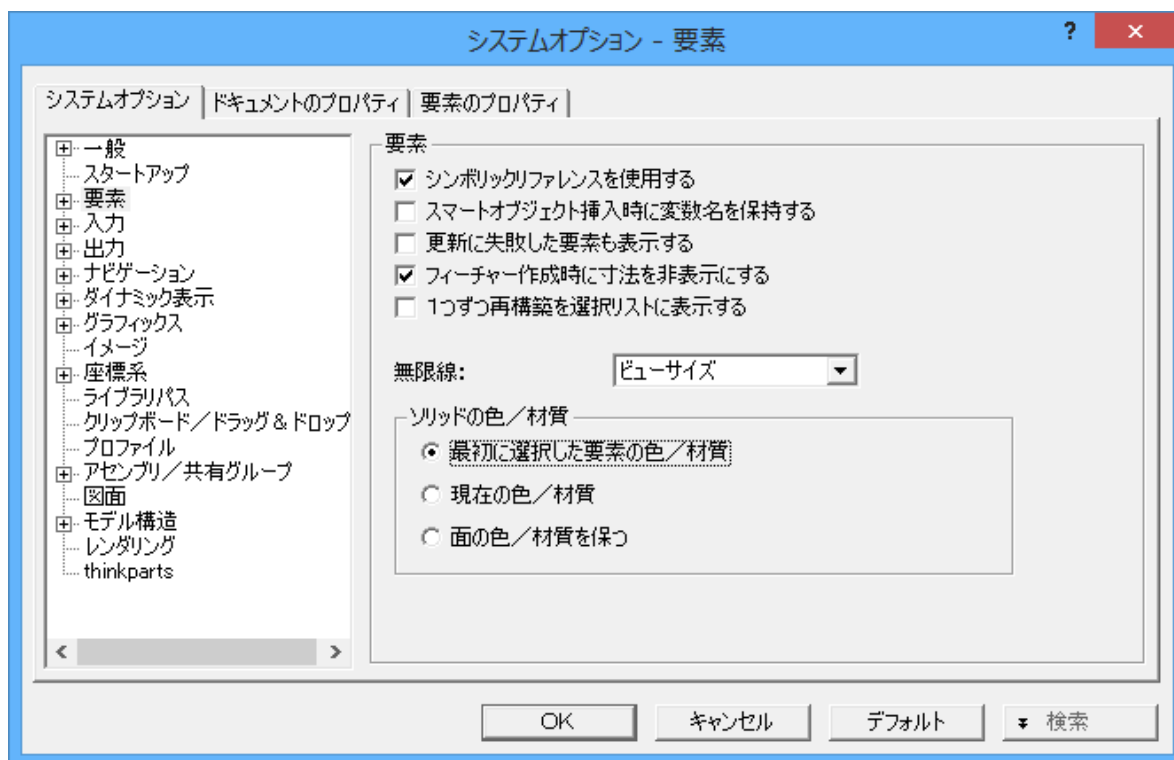 システムオプション - 要素
? ×
システムオプション ドキュメントのプロパティ 要素のプロパティ
一般
スタートアップ
要素
入力
出力
ナビゲーション
ダイナミック表示
グラフィックス
イメージ
座標系
ライブラリパス
クリップボード／ドラッグ＆ドロップ
プロファイル
アセンブリ／共有グループ
図面
モデル構造
レンダリング
thinkparts
要素
シンボリックリファレンスを使用する
スマートオブジェクト挿入時に変数名を保持する
更新に失敗した要素も表示する
フィーチャー作成時に寸法を非表示にする
1つずつ再構築を選択リストに表示する
無限線: ビューサイズ
ソリッドの色／材質
最初に選択した要素の色／材質
現在の色／材質
面の色／材質を保つ
OK キャンセル デフォルト 検索